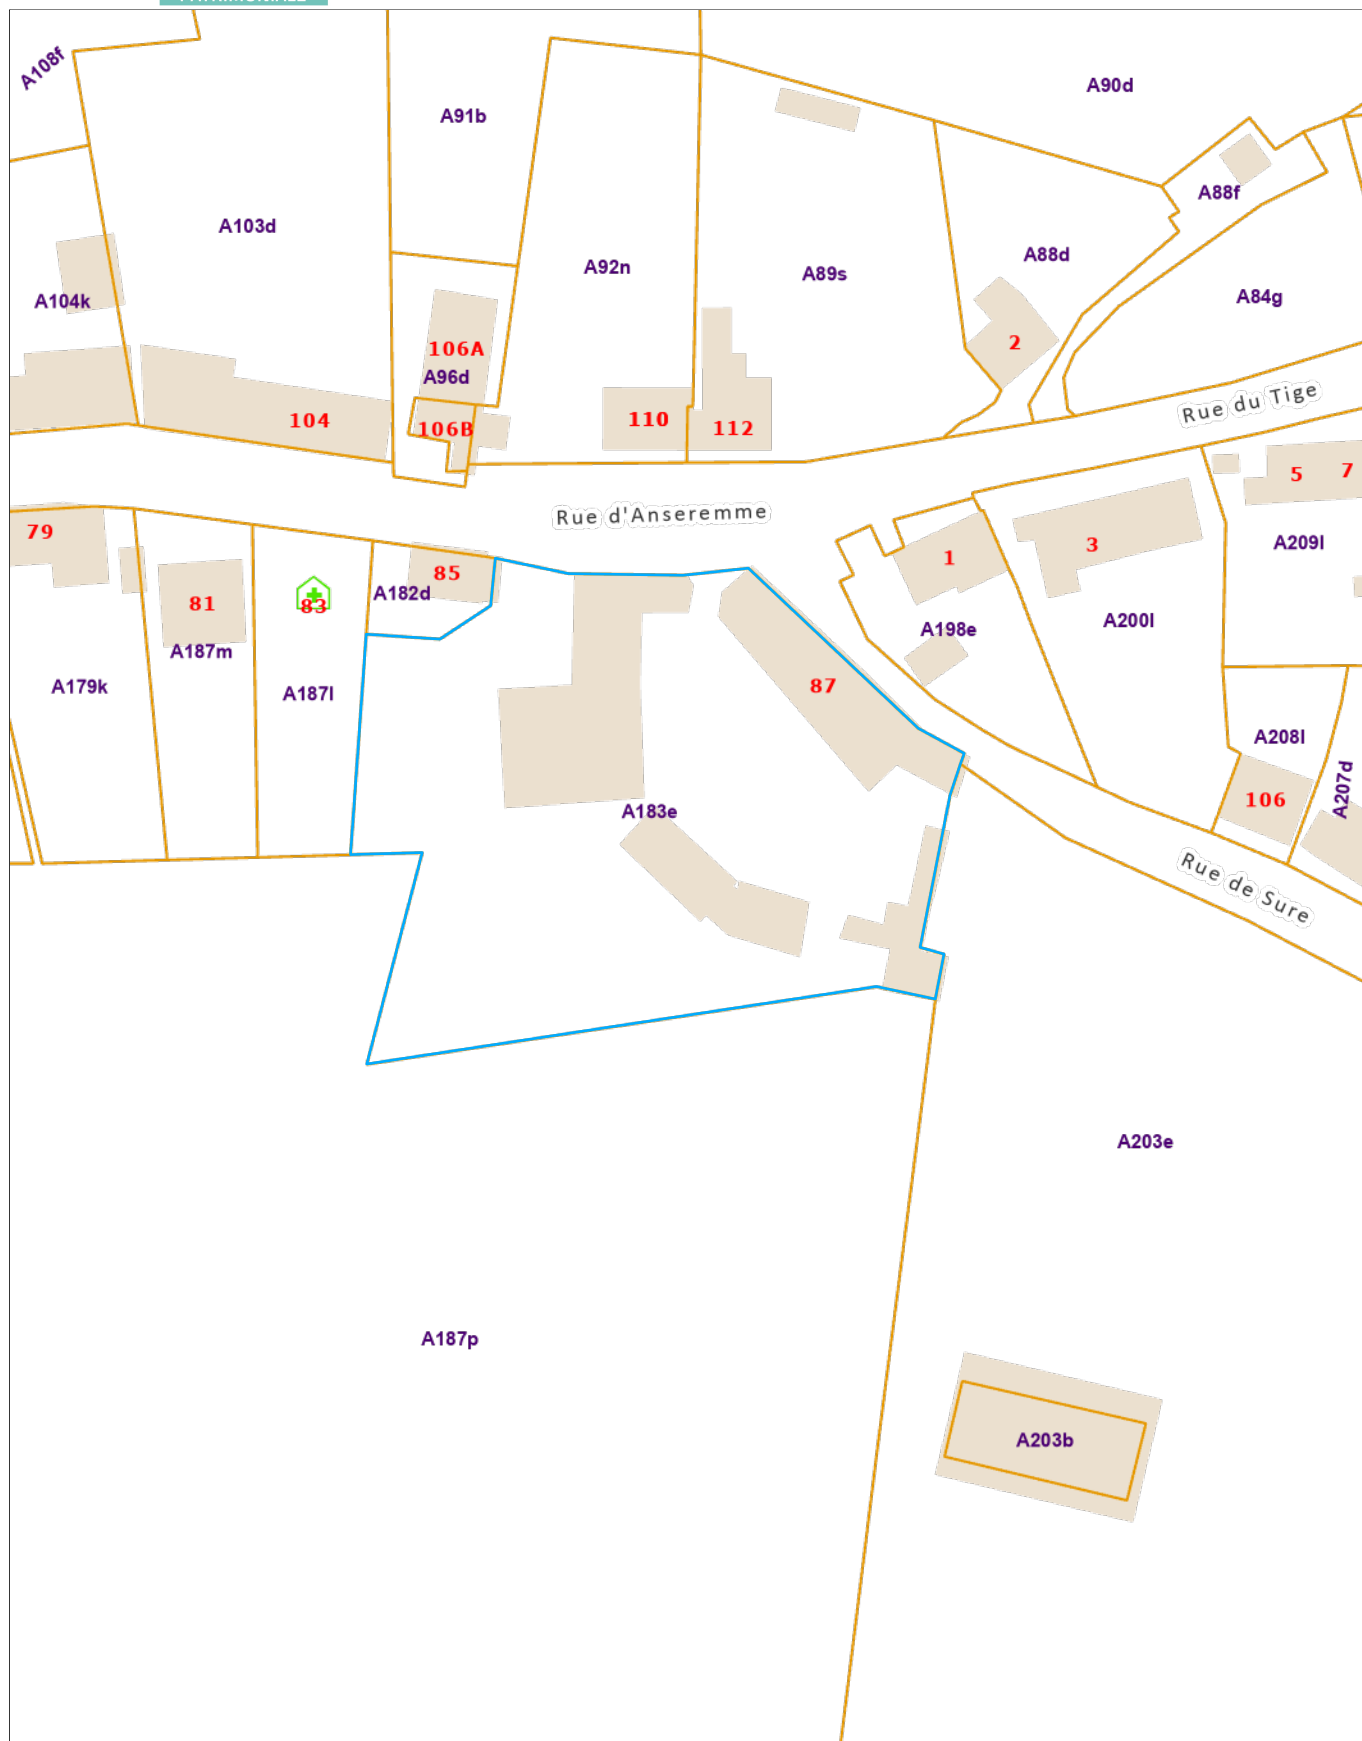 A108f
A90d
A91b
A88f
A103d
A88d
A92n
A89s
A84g
A104k
2
106A
A96d
Rue du Tige
104
110
112
106B
5
7
Rue d'Anseremme
79
A209l
1
3
85
A182d
83
81
A198e
A200l
A187m
A179k
A187l
87
A208l
A207d
106
A183e
Rue de Sure
A203e
A187p
A203b